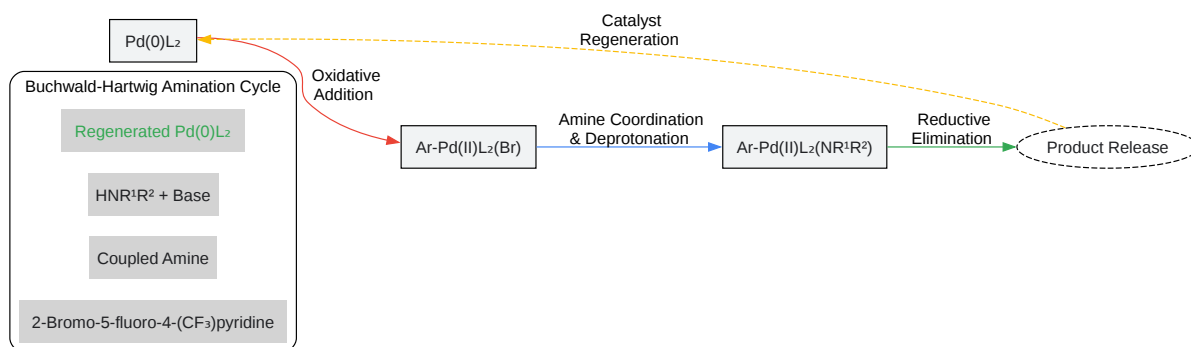 Catalyst
Regeneration
Pd(0)L₂
Oxidative
Addition
Buchwald-Hartwig Amination Cycle
Regenerated Pd(0)L₂
HNR¹R² + Base
Coupled Amine
2-Bromo-5-fluoro-4-(CF₃)pyridine
Ar-Pd(II)L₂(Br)
Amine Coordination
& Deprotonation
Ar-Pd(II)L₂(NR¹R²)
Reductive
Elimination
Product Release